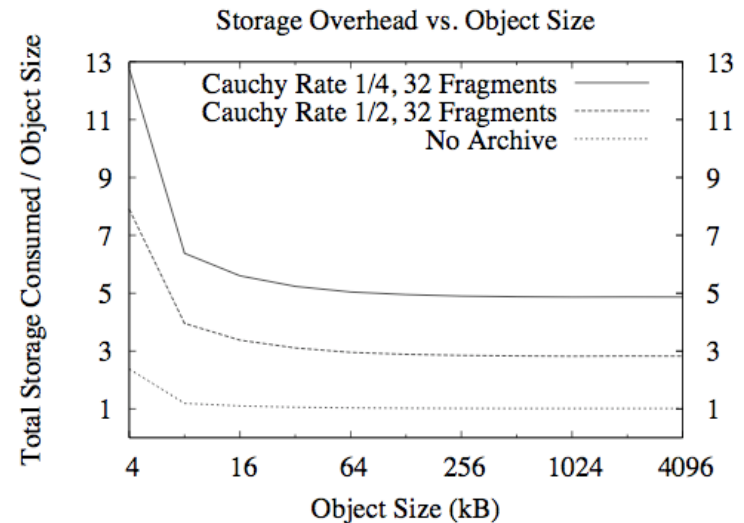 Storage Overhead vs. Object Size
Total Storage Consumed / Object Size
13
11
9
7
5
3
1
Cauchy Rate 1/4, 32 Fragments
Cauchy Rate 1/2, 32 Fragments
No Archive
13
11
9
7
5
3
1
4 16 64 256 1024 4096
Object Size (kB)